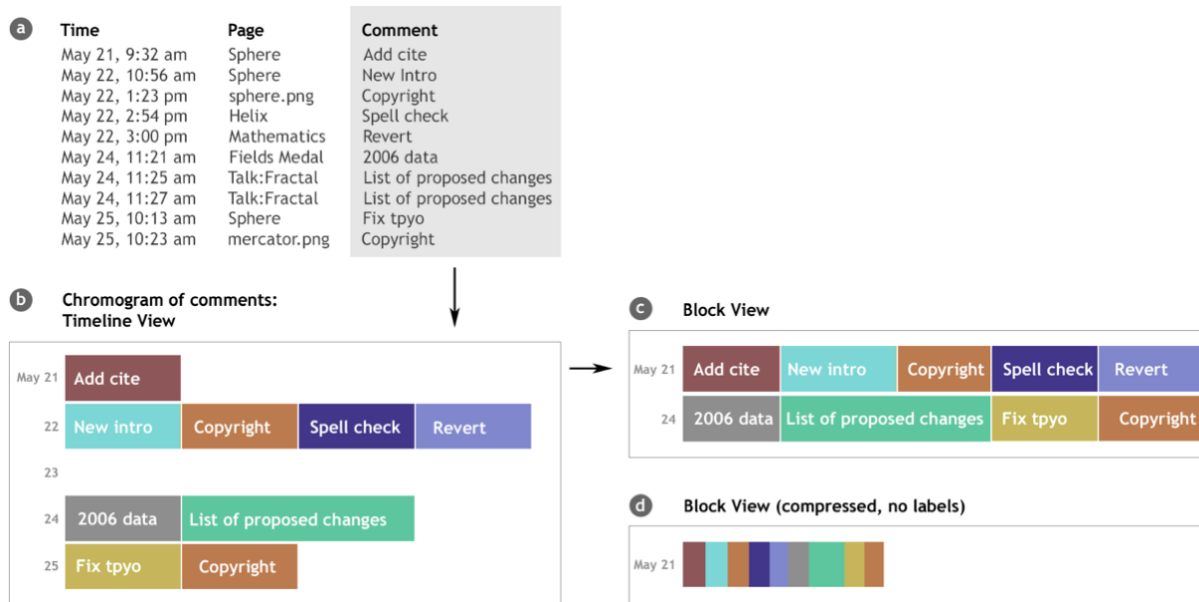 a Time Page Comment
May 21, 9:32 am Sphere Add cite
May 22, 10:56 am Sphere New Intro
May 22, 1:23 pm sphere.png Copyright
May 22, 2:54 pm Helix Spell check
May 22, 3:00 pm Mathematics Revert
May 24, 11:21 am Fields Medal 2006 data
May 24, 11:25 am Talk:Fractal List of proposed changes
May 24, 11:27 am Talk:Fractal List of proposed changes
May 25, 10:13 am Sphere Fix tpyo
May 25, 10:23 am mercator.png Copyright
b Chromogram of comments:
Timeline View
May 21 Add cite
22 New intro Copyright Spell check Revert
23
24 2006 data List of proposed changes
25 Fix tpyo Copyright
c Block View
May 21 Add cite New intro Copyright Spell check Revert
24 2006 data List of proposed changes Fix tpyo Copyright
d Block View (compressed, no labels)
May 21